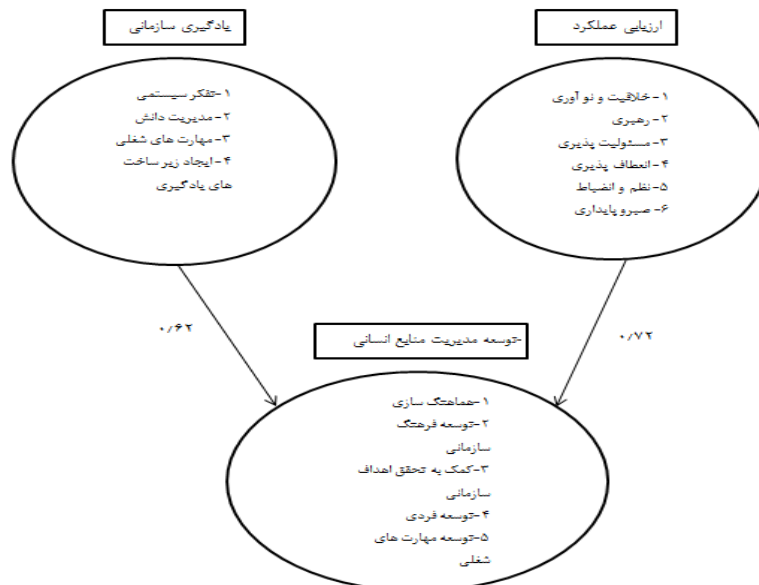 ارزیابی عملکرد
۱- خلاقیت و نو آوری
۲- رهبری
۳- مسئولیت پذیری
۴- انعطاف پذیری
۵- نظم و انضباط
۶- صبرو پایداری
یادگیری سازمانی
۱-تفکر سیستمی
۲-مدیریت دانش
۳-مهارت های شغلی
۴- ایجاد زیر ساخت
های یادگیری
۰/۷۲
۰/۶۲
-توسعه مدیریت منابع انسانی
۱-هماهنگ سازی
۲-توسعه فرهنگ
سازمانی
۳-کمک به تحقق اهداف
سازمانی
۴-توسعه فردی
۵-توسعه مهارت های
شغلی